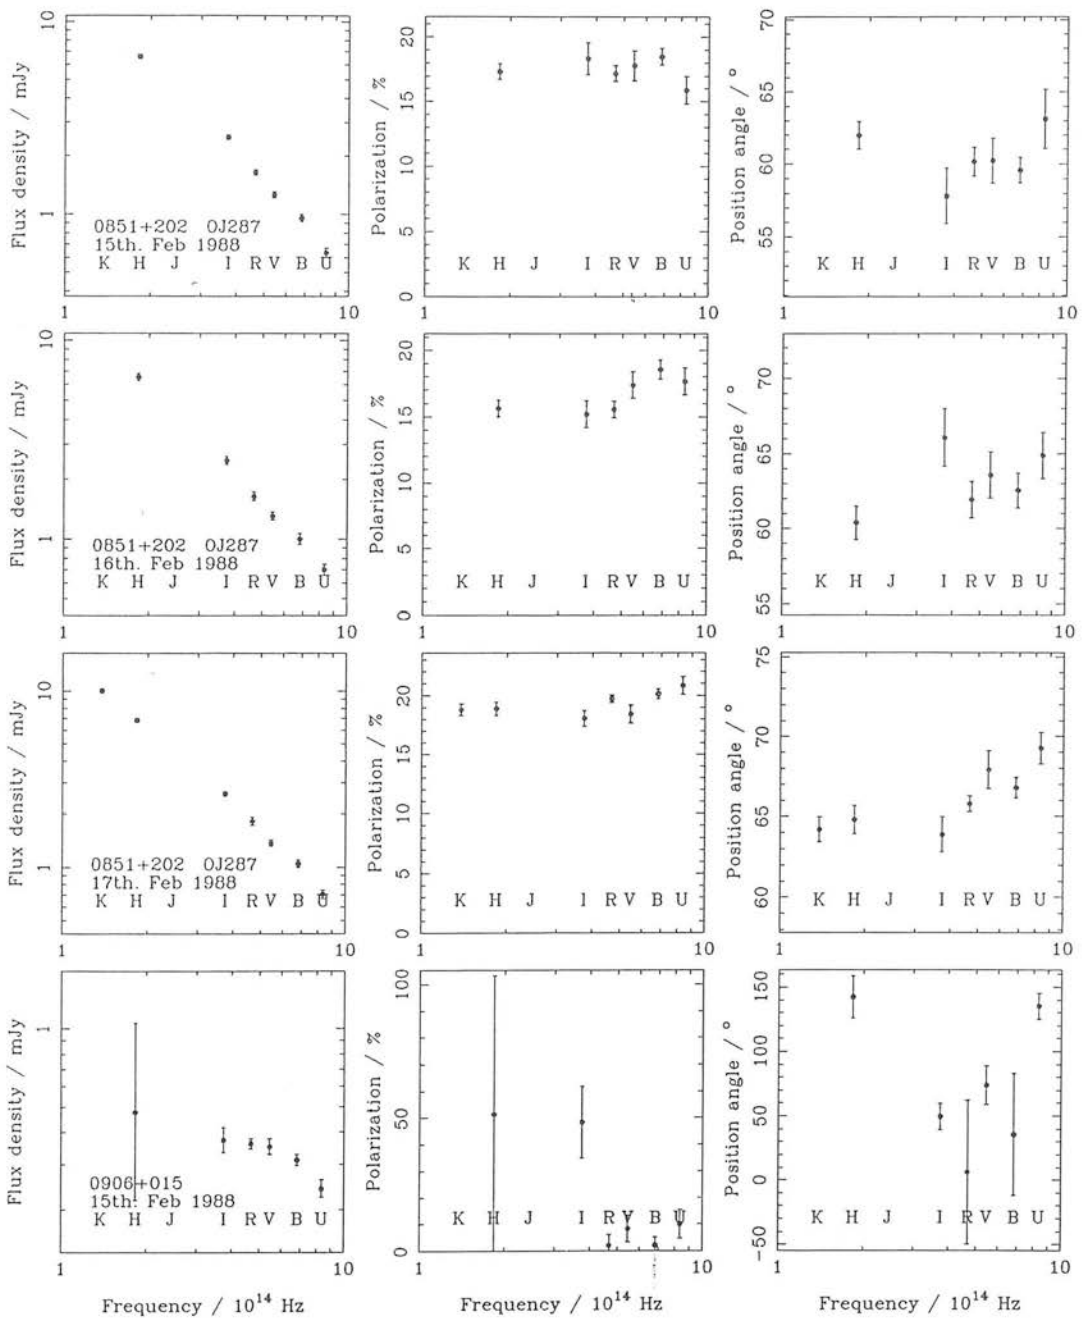 10
1
Flux density / mJy
0851+202 OJ287
15th. Feb 1988
K H J I R V B U
1 10
20
15
10
5
0
Polarization / %
K H J I R V B U
1 10
70
65
60
55
Position angle / °
K H J I R V B U
1 10
10
1
Flux density / mJy
0851+202 OJ287
16th. Feb 1988
K H J I R V B U
1 10
20
15
10
5
0
Polarization / %
K H J I R V B U
1 10
70
65
60
55
Position angle / °
K H J I R V B U
1 10
10
1
Flux density / mJy
0851+202 OJ287
17th. Feb 1988
K H J I R V B U
1 10
20
15
10
5
0
Polarization / %
K H J I R V B U
1 10
75
70
65
60
Position angle / °
K H J I R V B U
1 10
1
Flux density / mJy
0906+015
15th. Feb 1988
K H J I R V B U
1 10
Frequency / 10¹⁴ Hz
100
50
0
Polarization / %
K H J I R V B U
1 10
Frequency / 10¹⁴ Hz
150
100
50
0
−50
Position angle / °
K H J I R V B U
1 10
Frequency / 10¹⁴ Hz